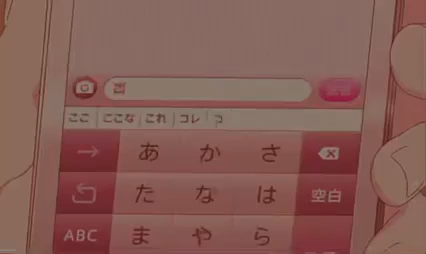 ここ ここな これ コレ
あ か さ
た な は 空白
ABC ま や ら